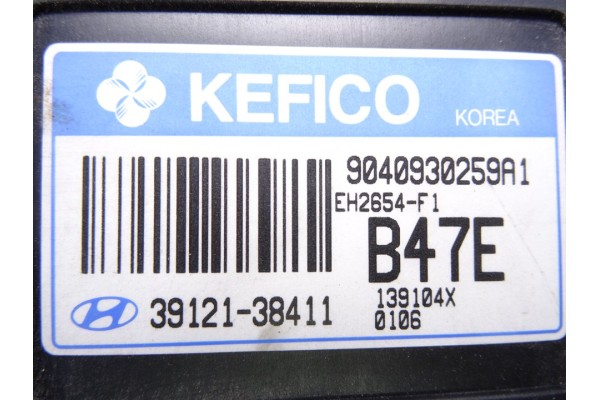 KEFICO
KOREA
9040930259A1
EH2654-F1
B47E
39121-38411
139104X
0106